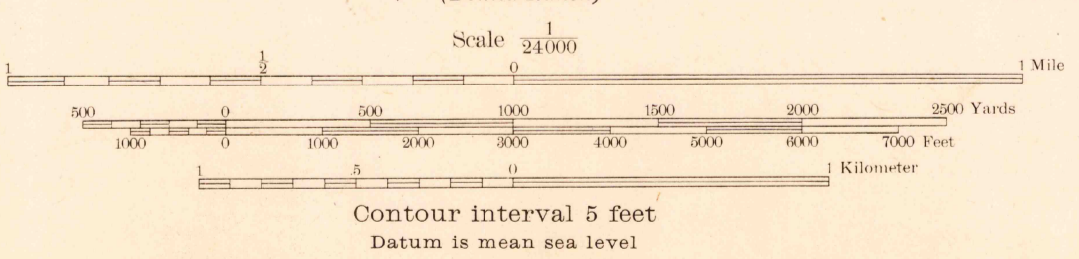 Scale 1/24000
1 1/2 0 1 Mile
500 0 500 1000 1500 2000 2500 Yards
1000 0 1000 2000 3000 4000 5000 6000 7000 Feet
1 .5 0 1 Kilometer
Contour interval 5 feet
Datum is mean sea level